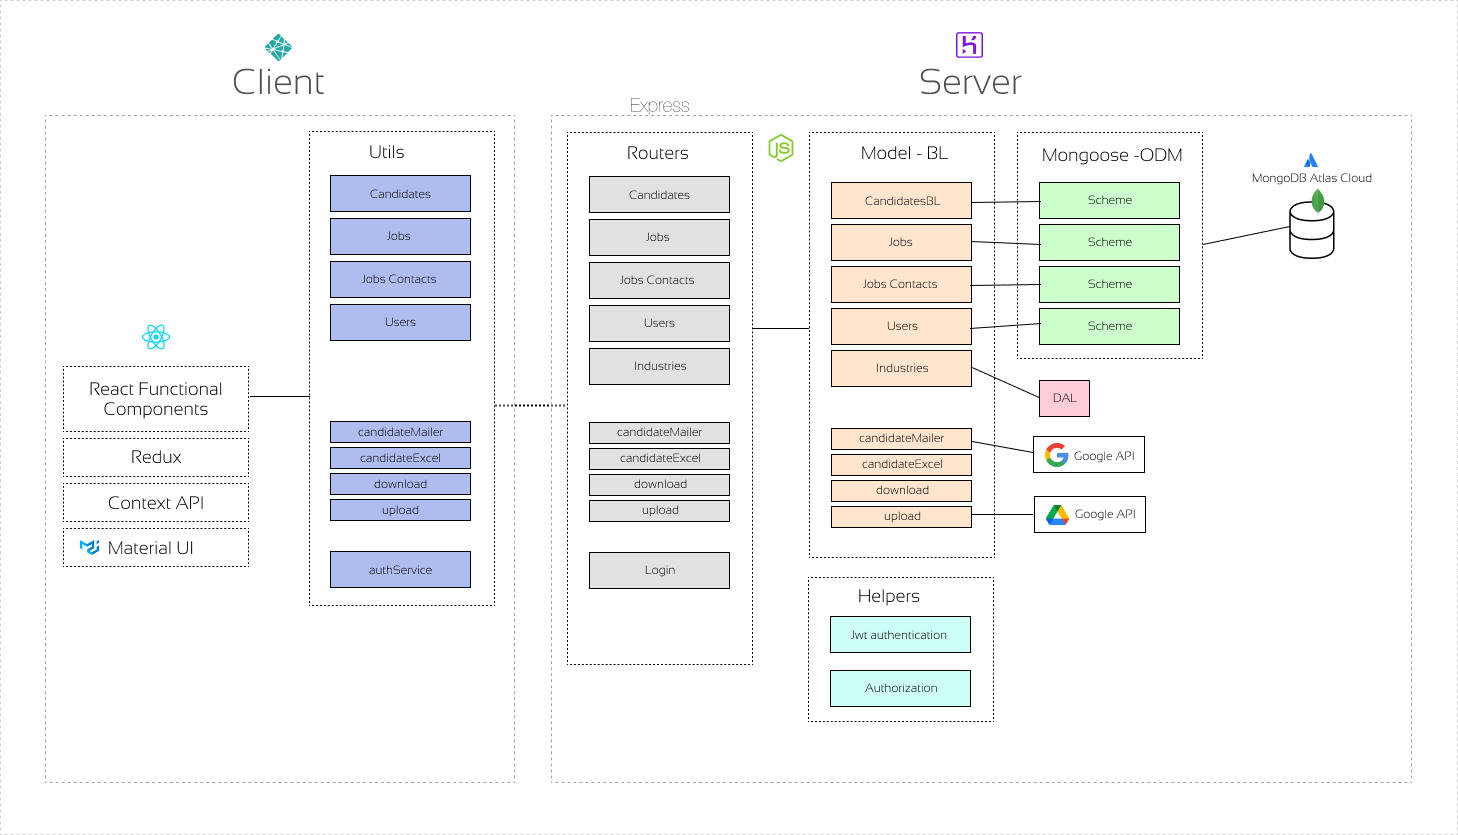 Client
Server
Express
Utils
Candidates
Jobs
Jobs Contacts
Users
candidateMailer
candidateExcel
download
upload
authService
React Functional
Components
Redux
Context API
Material UI
Routers
Candidates
Jobs
Jobs Contacts
Users
Industries
candidateMailer
candidateExcel
download
upload
Login
JS
Model - BL
CandidatesBL
Jobs
Jobs Contacts
Users
Industries
candidateMailer
candidateExcel
download
upload
Helpers
Jwt authentication
Authorization
Mongoose -ODM
Scheme
Scheme
Scheme
Scheme
DAL
Google API
Google API
MongoDB Atlas Cloud